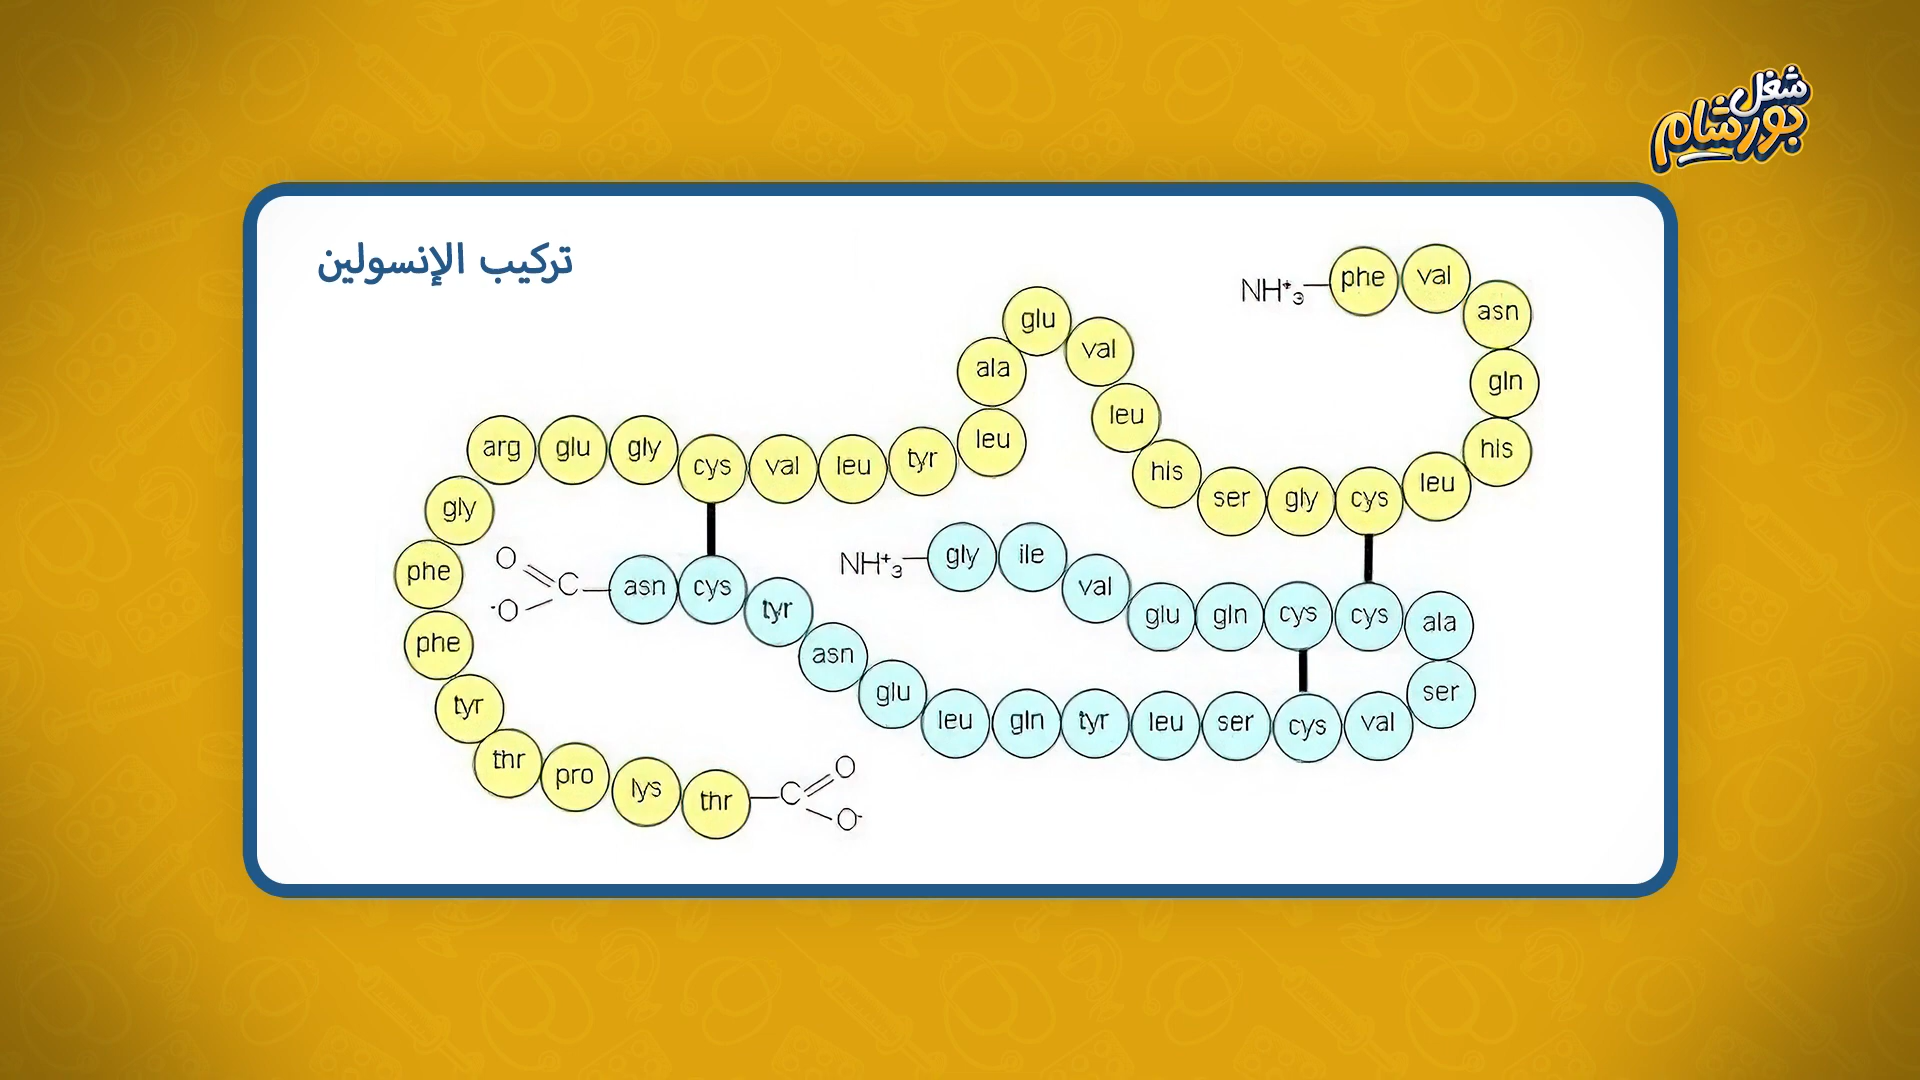 شغل
بورشام
تركيب الإنسولين
NH⁺₃ phe val asn gln his leu cys gly ser his leu val glu ala leu tyr leu val cys gly glu arg gly phe phe tyr thr pro lys thr C O O⁻
NH⁺₃ gly ile val glu gln cys cys ala ser val cys ser leu tyr gln leu glu asn tyr cys asn C O ⁻O